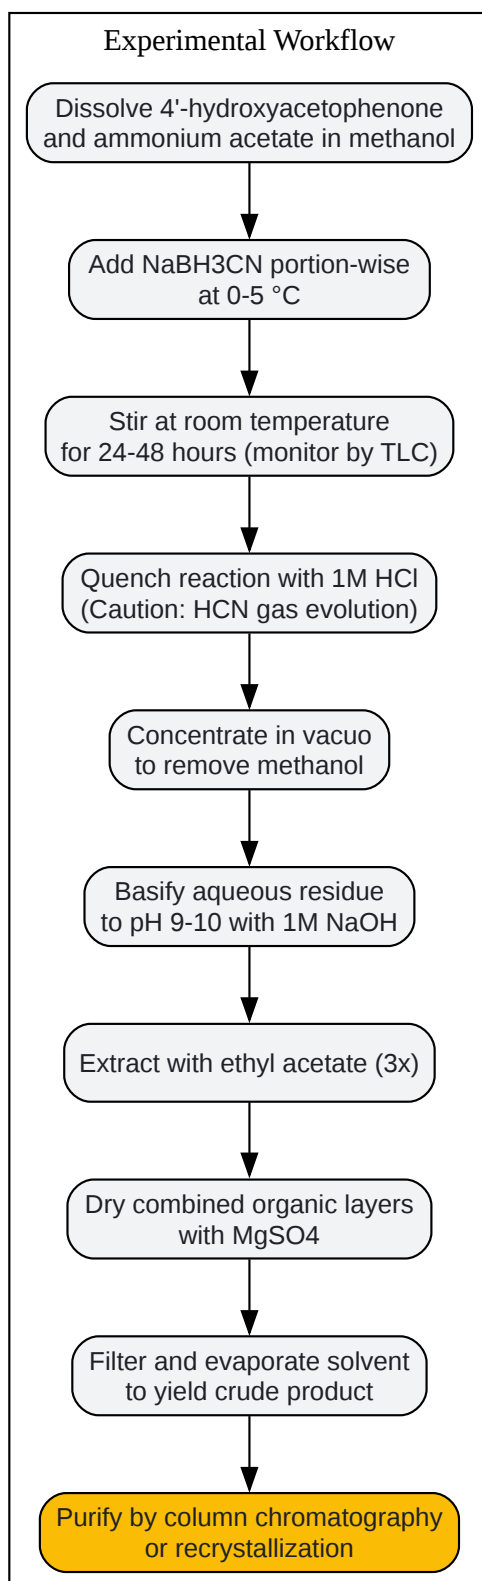 Experimental Workflow
Dissolve 4'-hydroxyacetophenone
and ammonium acetate in methanol
Add NaBH3CN portion-wise
at 0-5 °C
Stir at room temperature
for 24-48 hours (monitor by TLC)
Quench reaction with 1M HCl
(Caution: HCN gas evolution)
Concentrate in vacuo
to remove methanol
Basify aqueous residue
to pH 9-10 with 1M NaOH
Extract with ethyl acetate (3x)
Dry combined organic layers
with MgSO4
Filter and evaporate solvent
to yield crude product
Purify by column chromatography
or recrystallization